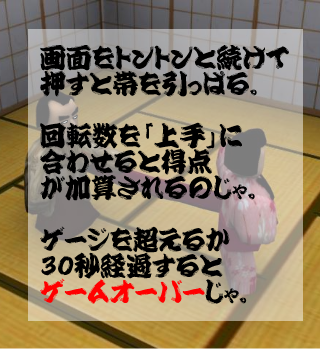 画面をトントンと続けて
押すと帯を引っぱる。
回転数を「上手」に
合わせると得点
が加算されるのじゃ。
ゲージを超えるか
30秒経過すると
ゲームオーバーじゃ。